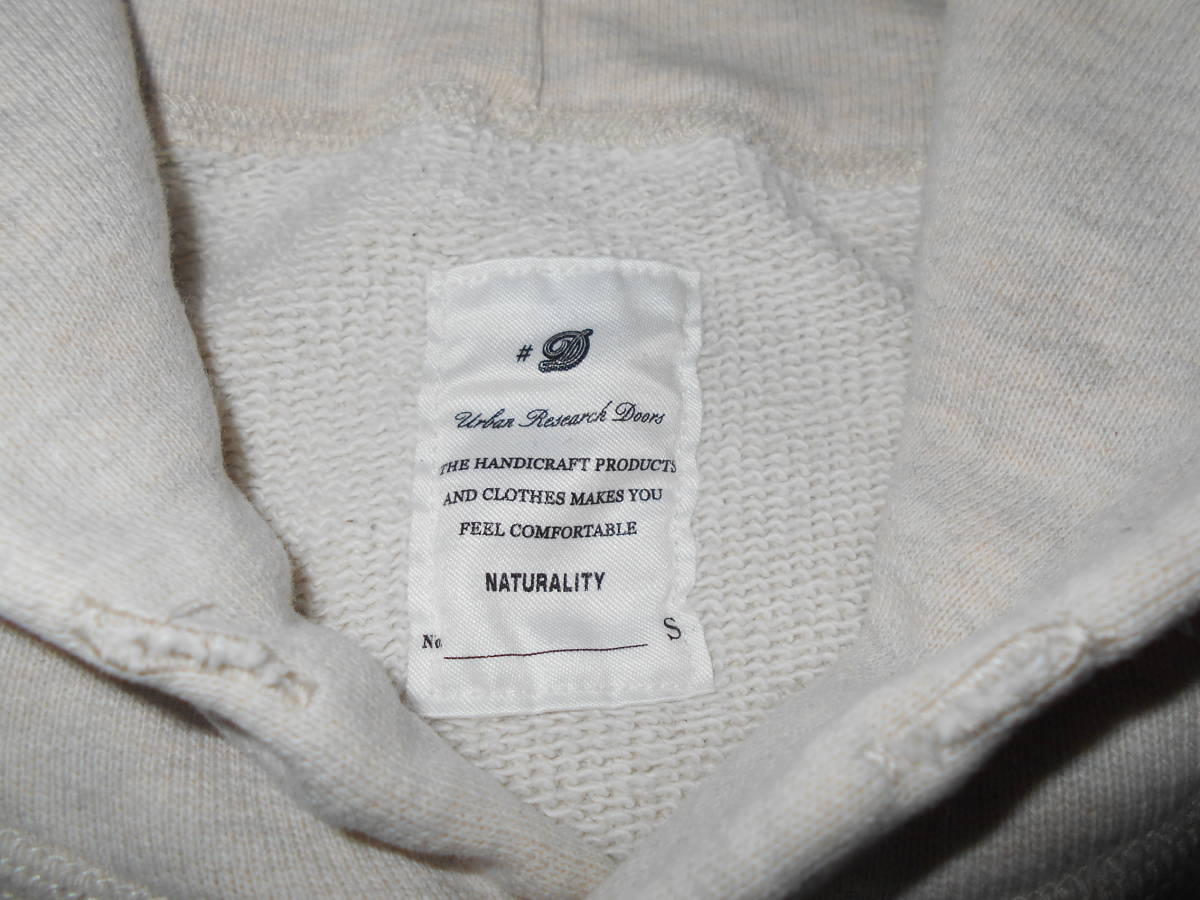 # D
Urban Research Doors
THE HANDICRAFT PRODUCTS
AND CLOTHES MAKES YOU
FEEL COMFORTABLE
NATURALITY
No. S